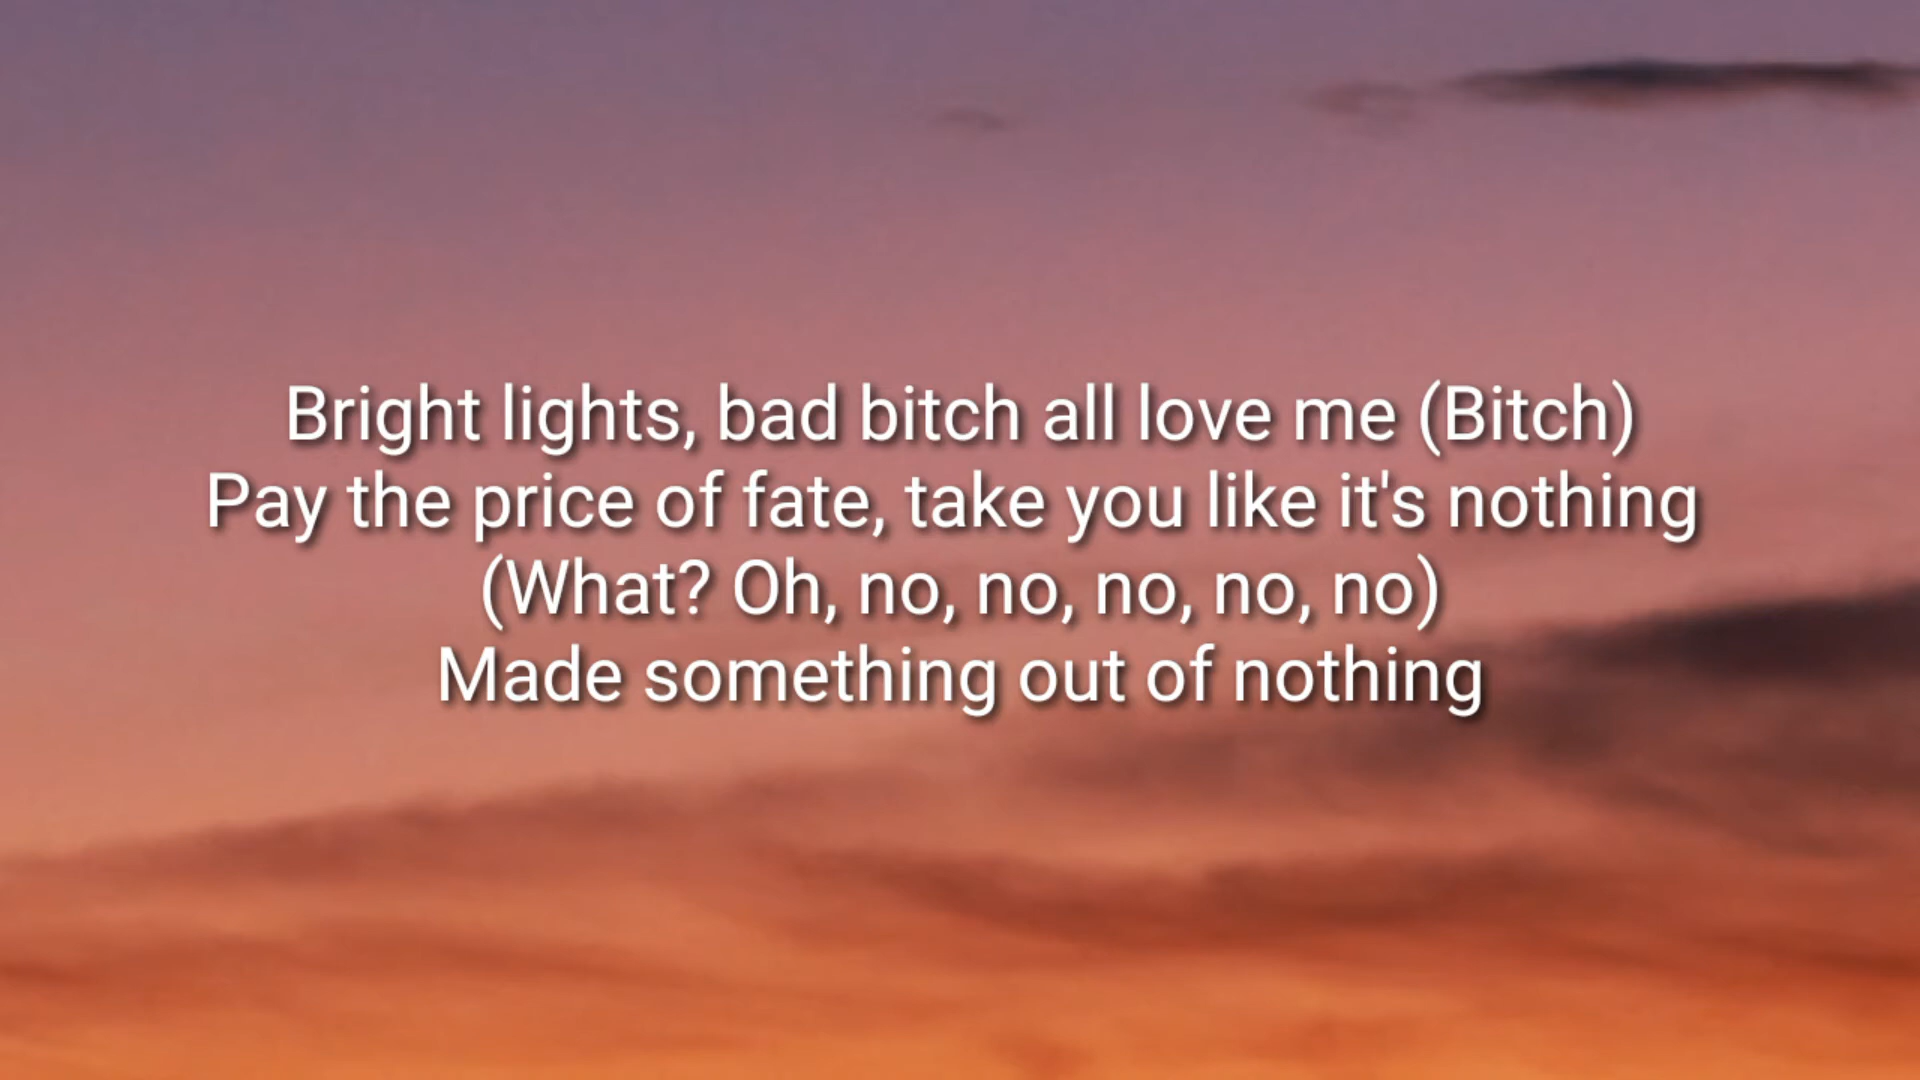 Bright lights, bad bitch all love me (Bitch)
Pay the price of fate, take you like it's nothing
(What? Oh, no, no, no, no, no)
Made something out of nothing